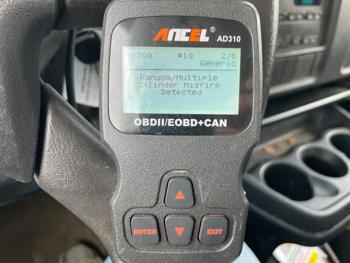 ANCEL
AD310
P0300 #10 2/6
Generic
Random/Multiple
Cylinder Misfire
Detected
OBDII/EOBD+CAN
ENTER
EXIT